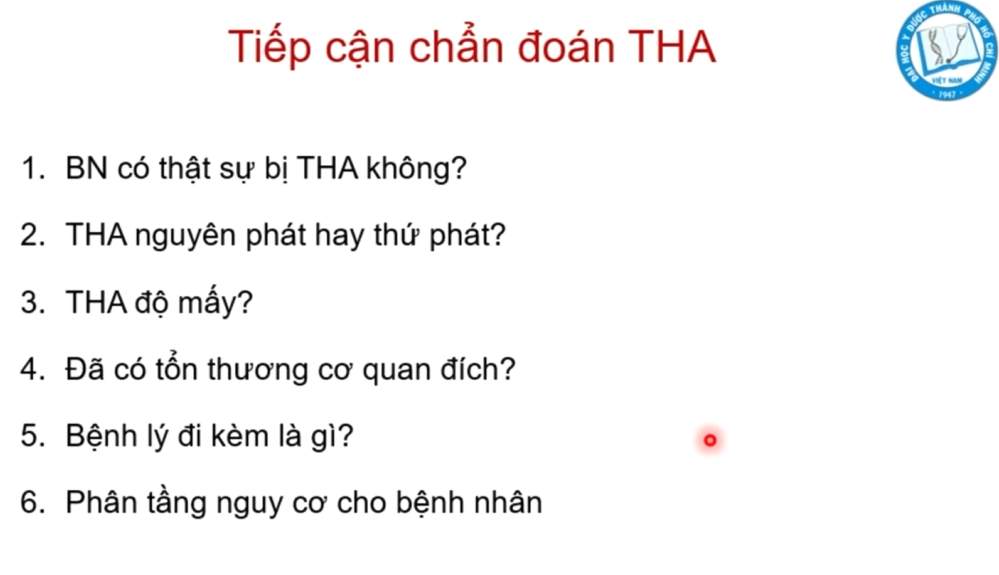 Tiếp cận chẩn đoán THA
ĐẠI HỌC Y DƯỢC THÀNH PHỐ HỒ CHÍ MINH
VIỆT NAM
1947
1. BN có thật sự bị THA không?
2. THA nguyên phát hay thứ phát?
3. THA độ mấy?
4. Đã có tổn thương cơ quan đích?
5. Bệnh lý đi kèm là gì?
6. Phân tầng nguy cơ cho bệnh nhân